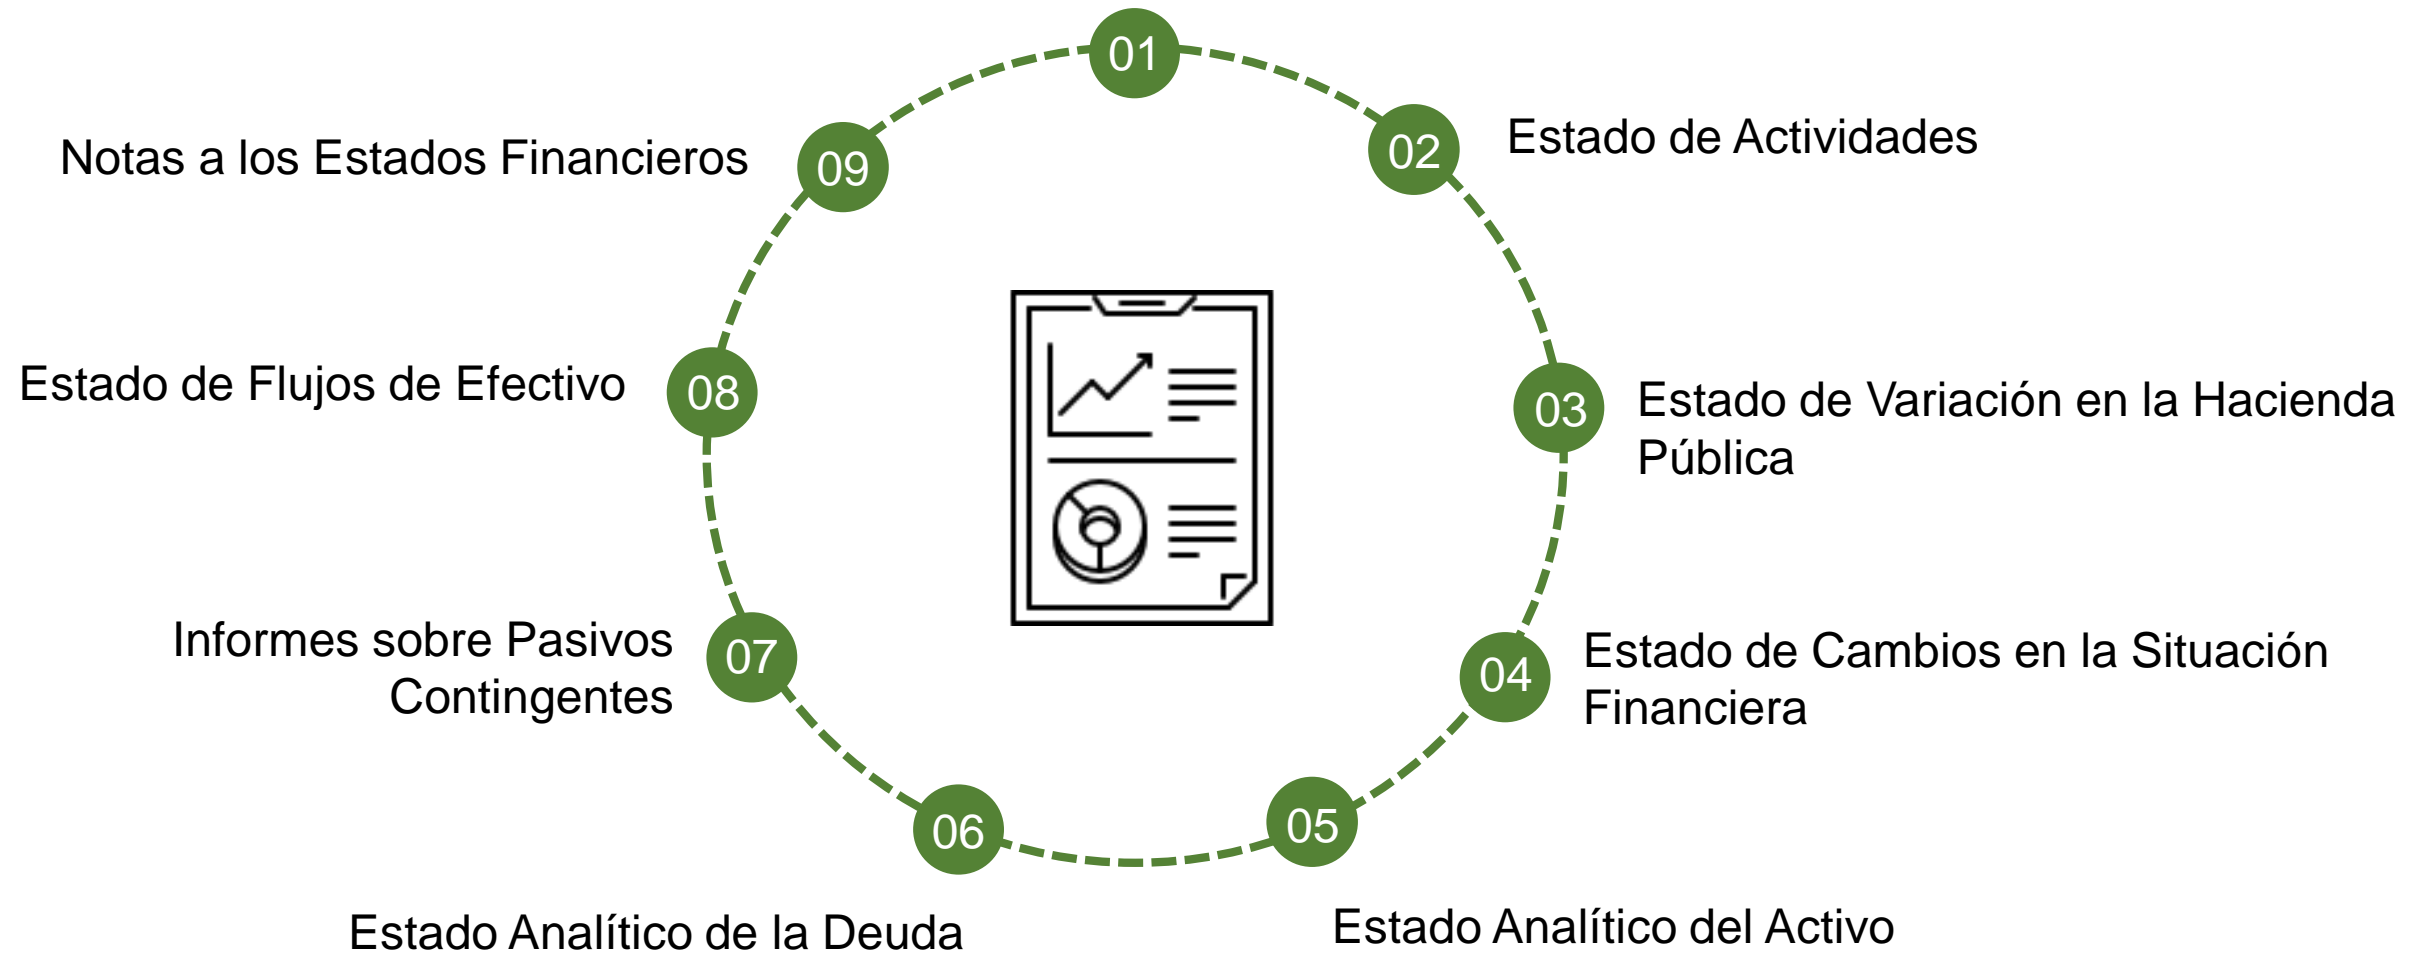 01
02
Estado de Actividades
03
Estado de Variación en la Hacienda
Pública
04
Estado de Cambios en la Situación
Financiera
05
Estado Analítico del Activo
06
Estado Analítico de la Deuda
07
Informes sobre Pasivos
Contingentes
08
Estado de Flujos de Efectivo
09
Notas a los Estados Financieros